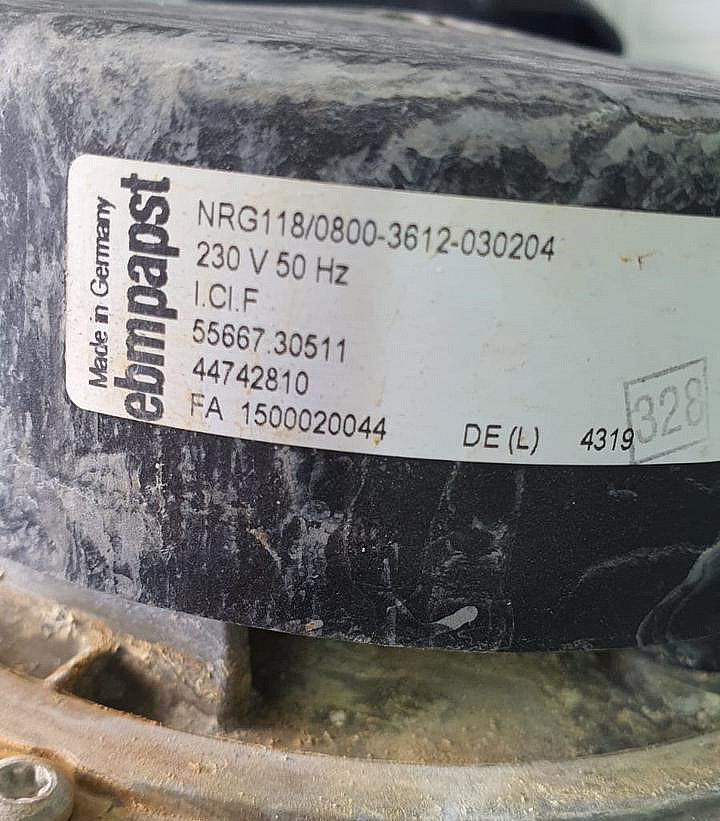 Made in Germany
ebmpapst
NRG118/0800-3612-030204
230 V 50 Hz
I.Cl.F
55667.30511
44742810
FA 1500020044 DE (L) 4319
328